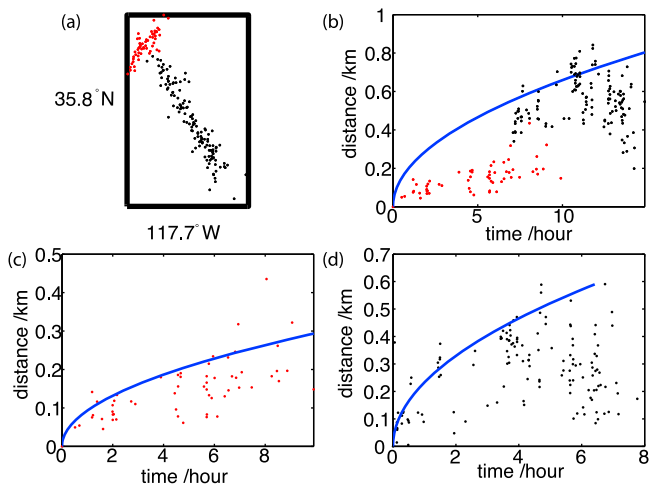 (a)
35.8°N
117.7°W
(b)
distance /km
1
0.8
0.6
0.4
0.2
0
0 5 10
time /hour
(c)
distance /km
0.5
0.4
0.3
0.2
0.1
0
0 2 4 6 8
time /hour
(d)
distance /km
0.7
0.6
0.5
0.4
0.3
0.2
0.1
0
0 2 4 6 8
time /hour